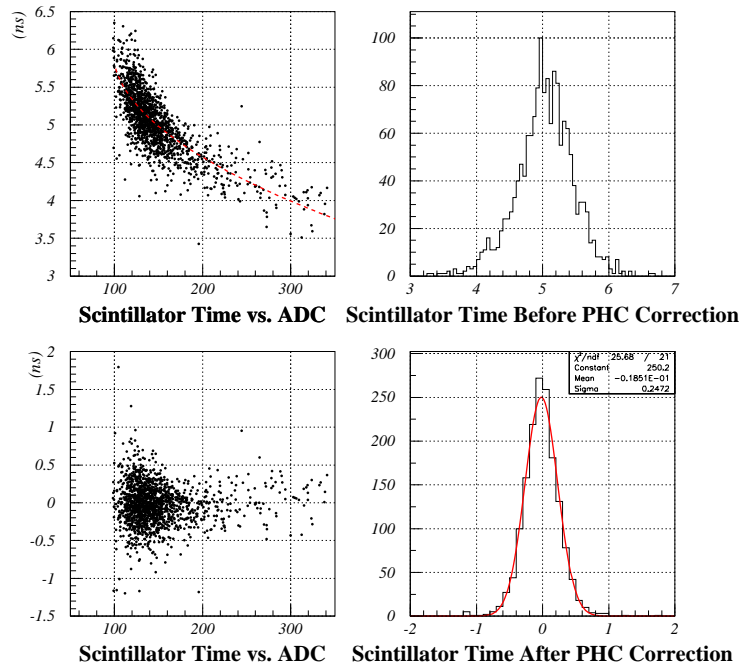 (ns)
6.5
6
5.5
5
4.5
4
3.5
3
100 200 300
Scintillator Time vs. ADC
100
80
60
40
20
0
3 4 5 6 7
Scintillator Time Before PHC Correction
(ns)
2
1.5
1
0.5
0
-0.5
-1
-1.5
100 200 300
Scintillator Time vs. ADC
300
250
200
150
100
50
0
-2 -1 0 1 2
χ²/ndf 25.68 / 21
Constant 250.2
Mean -0.1851E-01
Sigma 0.2472
Scintillator Time After PHC Correction